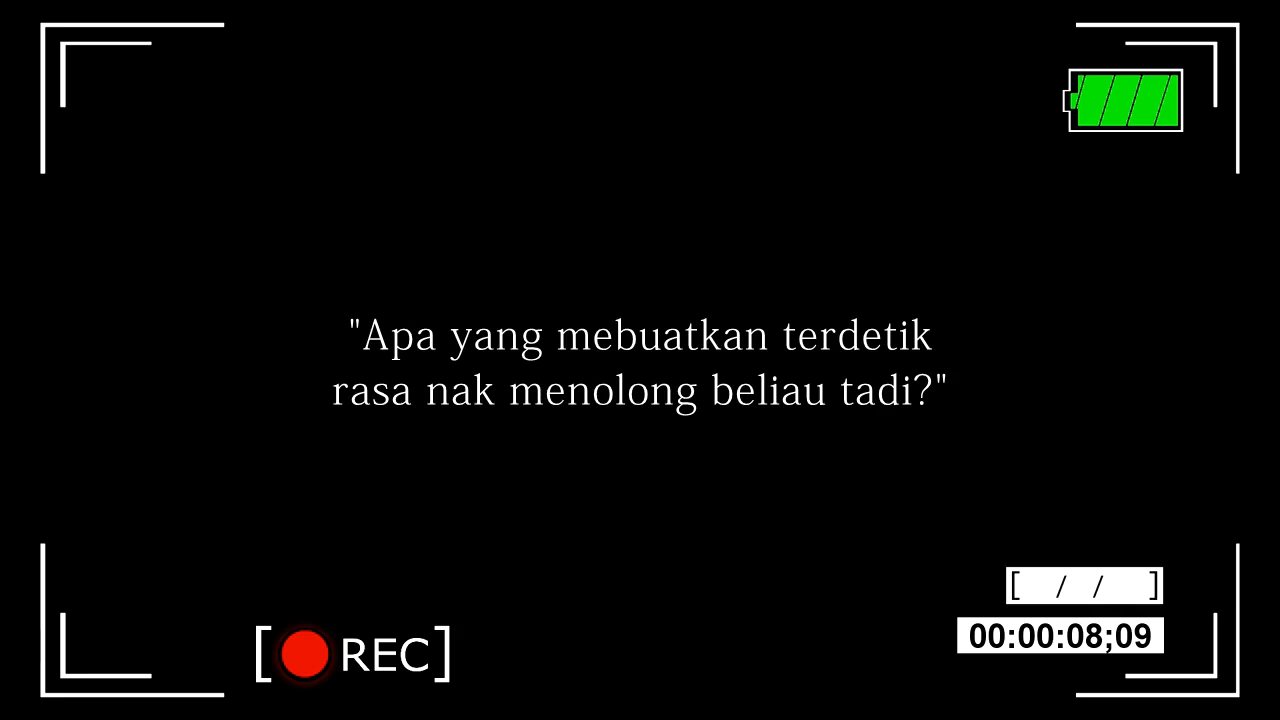 "Apa yang mebuatkan terdetik
rasa nak menolong beliau tadi?"
[ / / ]
00:00:08;09
[ REC ]